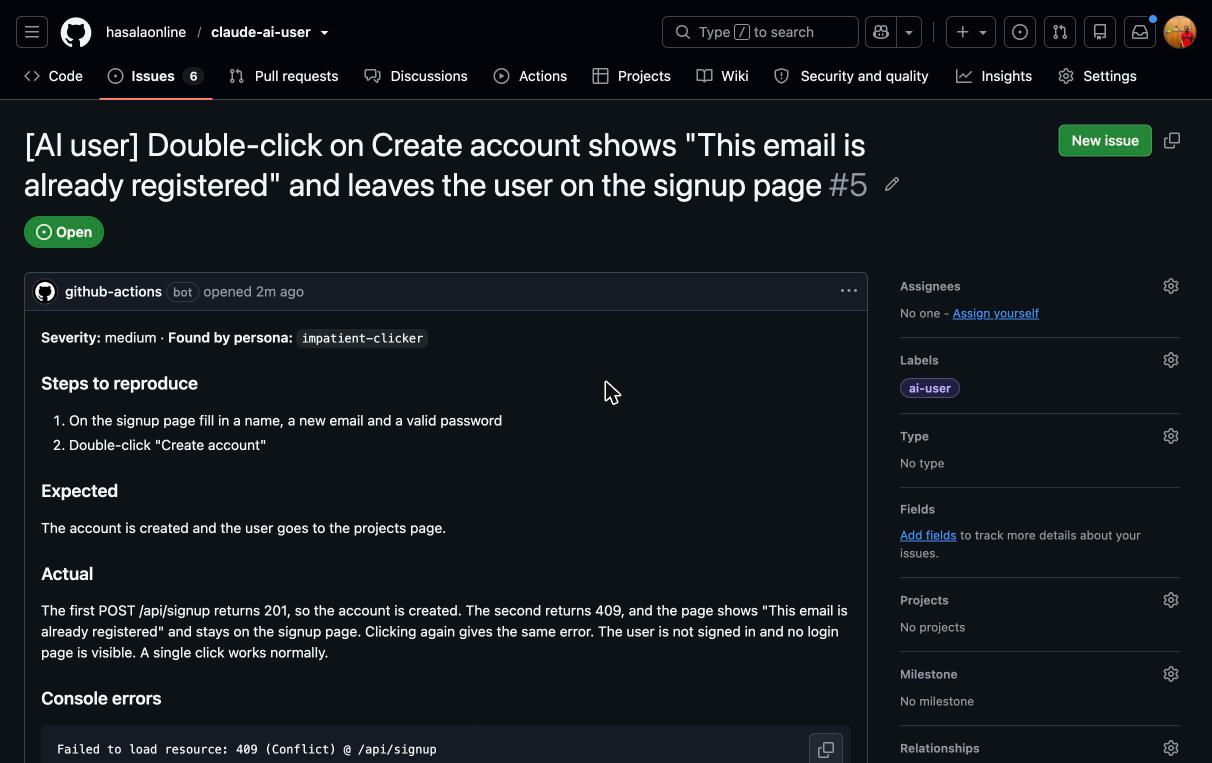 hasalaonline / claude-ai-user
Type / to search
Code
Issues 6
Pull requests
Discussions
Actions
Projects
Wiki
Security and quality
Insights
Settings
[AI user] Double-click on Create account shows "This email is
already registered" and leaves the user on the signup page #5
New issue
Open
github-actions bot opened 2m ago
Severity: medium · Found by persona: impatient-clicker
Steps to reproduce
1. On the signup page fill in a name, a new email and a valid password
2. Double-click "Create account"
Expected
The account is created and the user goes to the projects page.
Actual
The first POST /api/signup returns 201, so the account is created. The second returns 409, and the page shows "This email is
already registered" and stays on the signup page. Clicking again gives the same error. The user is not signed in and no login
page is visible. A single click works normally.
Console errors
Failed to load resource: 409 (Conflict) @ /api/signup
Assignees
No one - Assign yourself
Labels
ai-user
Type
No type
Fields
Add fields to track more details about your
issues.
Projects
No projects
Milestone
No milestone
Relationships